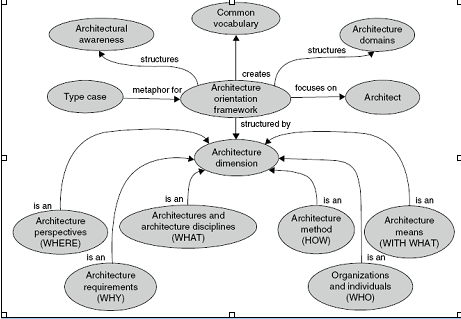 Common
vocabulary
Architectural
awareness
Architecture
domains
structures
structures
creates
Type case
metaphor for
Architecture
orientation
framework
focuses on
Architect
structured by
Architecture
dimension
is an
is an
is an
is an
Architecture
perspectives
(WHERE)
Architectures and
architecture disciplines
(WHAT)
Architecture
method
(HOW)
Architecture
means
(WITH WHAT)
is an
is an
Architecture
requirements
(WHY)
Organizations
and individuals
(WHO)